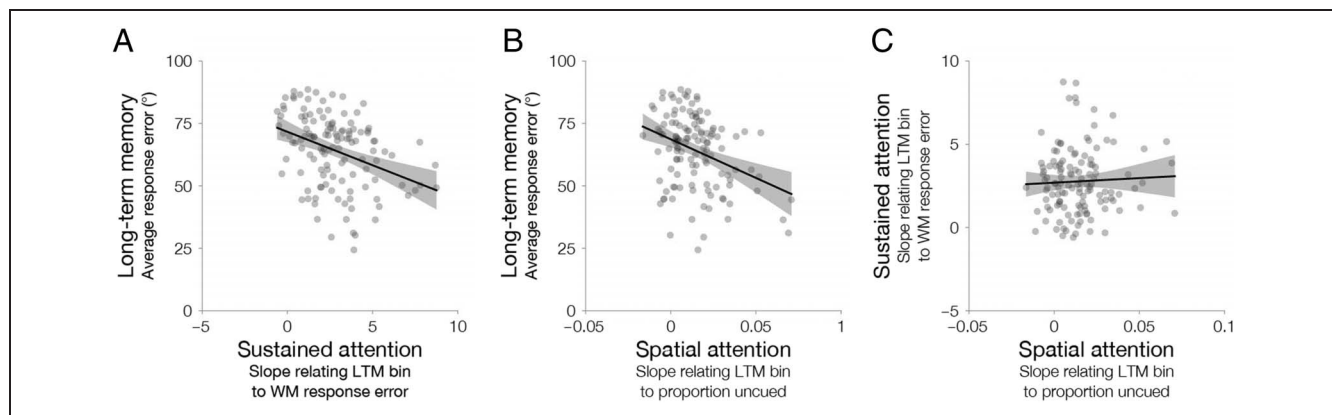 A
Long-term memory
Average response error (°)
100
75
50
25
0
−5
0
5
10
Sustained attention
Slope relating LTM bin
to WM response error
B
Long-term memory
Average response error (°)
100
75
50
25
0
−0.05
0
0.05
1
Spatial attention
Slope relating LTM bin
to proportion uncued
C
Sustained attention
Slope relating LTM bin
to WM response error
10
5
0
−5
−0.05
0
0.05
0.1
Spatial attention
Slope relating LTM bin
to proportion uncued